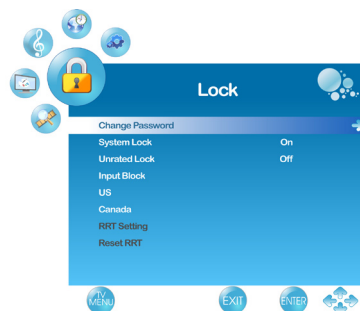 Lock
Change Password
System Lock On
Unrated Lock Off
Input Block
US
Canada
RRT Setting
Reset RRT
TV MENU EXIT ENTER